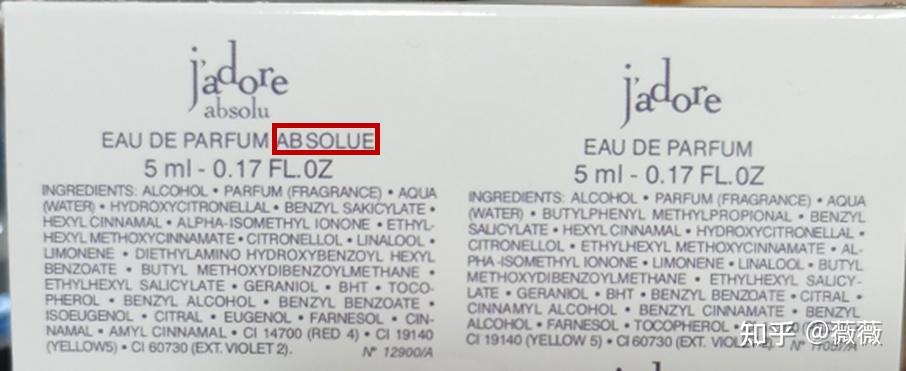 j'adore
absolu
EAU DE PARFUM ABSOLUE
5 ml - 0.17 FL.OZ
INGREDIENTS: ALCOHOL • PARFUM (FRAGRANCE) • AQUA
(WATER) • HYDROXYCITRONELLAL • BENZYL SAKICYLATE •
HEXYL CINNAMAL • ALPHA-ISOMETHYL IONONE • ETHYL-
HEXYL METHOXYCINNAMATE • CITRONELLOL • LINALOOL •
LIMONENE • DIETHYLAMINO HYDROXYBENZOYL HEXYL
BENZOATE • BUTYL METHOXYDIBENZOYLMETHANE •
ETHYLHEXYL SALICYLATE • GERANIOL • BHT • TOCO-
PHEROL • BENZYL ALCOHOL • BENZYL BENZOATE •
ISOEUGENOL • CITRAL • EUGENOL • FARNESOL • CIN-
NAMAL • AMYL CINNAMAL • CI 14700 (RED 4) • CI 19140
(YELLOW5) • CI 60730 (EXT. VIOLET 2).
N° 12900/A
j'adore
EAU DE PARFUM
5 ml - 0.17 FL.OZ
INGREDIENTS: ALCOHOL • PARFUM (FRAGRANCE) • AQUA
(WATER) • BUTYLPHENYL METHYLPROPIONAL • BENZYL
SALICYLATE • HEXYL CINNAMAL • HYDROXYCITRONELLAL •
CITRONELLOL • ETHYLHEXYL METHOXYCINNAMATE • AL-
PHA-ISOMETHYL IONONE • LIMONENE • LINALOOL • BUTYL
METHOXYDIBENZOYLMETHANE • ETHYLHEXYL SALICY-
LATE • GERANIOL • BHT • BENZYL BENZOATE • CITRAL •
CINNAMYL ALCOHOL • BENZYL CINNAMATE • BENZYL
ALCOHOL • FARNESOL • TOCOPHEROL •
CI 19140 (YELLOW 5) • CI 60730 (EXT. VIOLET 2).
知乎 @薇薇